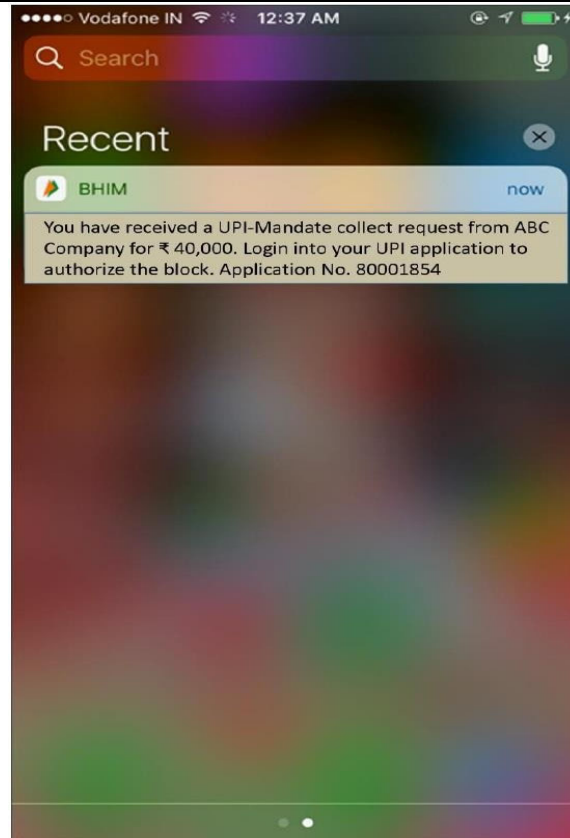 Vodafone IN 12:37 AM
Search
Recent
BHIM now
You have received a UPI-Mandate collect request from ABC
Company for ₹ 40,000. Login into your UPI application to
authorize the block. Application No. 80001854